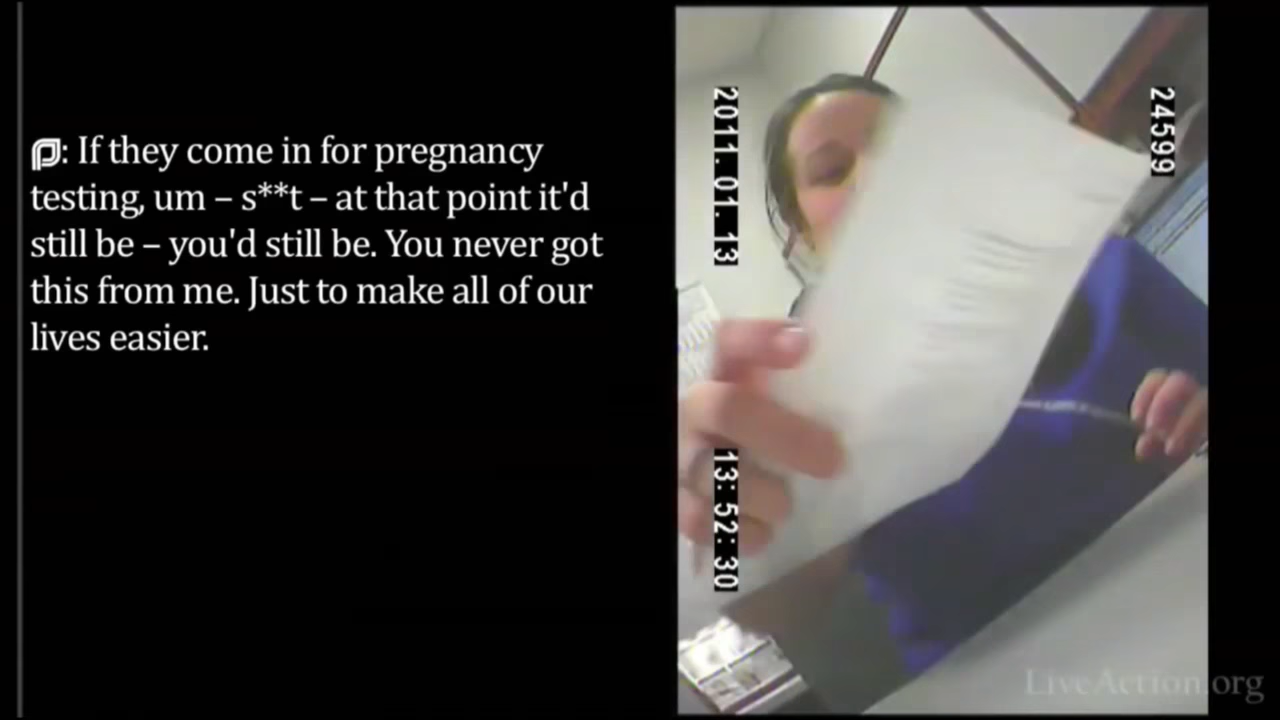 : If they come in for pregnancy
testing, um – s**t – at that point it'd
still be – you'd still be. You never got
this from me. Just to make all of our
lives easier.
2011. 01. 13
13: 52: 30
24599
LiveAction.org